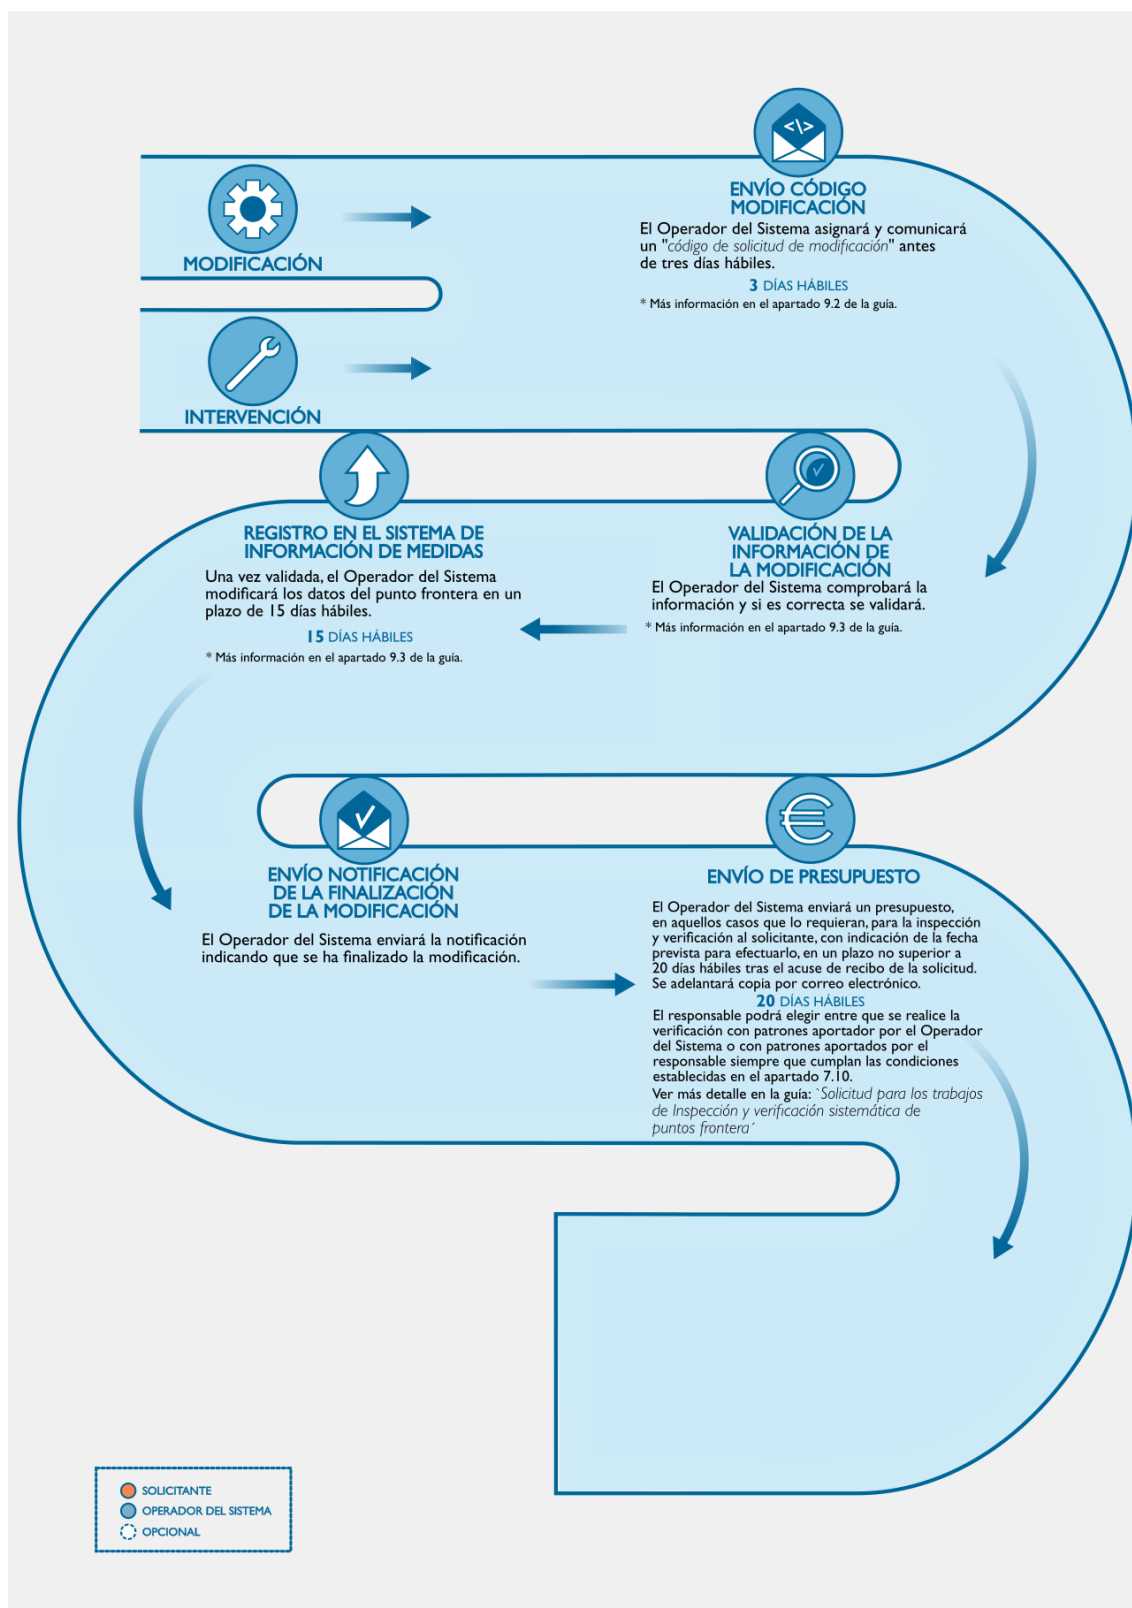 MODIFICACIÓN
INTERVENCIÓN
<\>
ENVÍO CÓDIGO
MODIFICACIÓN
El Operador del Sistema asignará y comunicará
un "código de solicitud de modificación" antes
de tres días hábiles.
3 DÍAS HÁBILES
* Más información en el apartado 9.2 de la guía.
VALIDACIÓN DE LA
INFORMACIÓN DE
LA MODIFICACIÓN
El Operador del Sistema comprobará la
información y si es correcta se validará.
* Más información en el apartado 9.3 de la guía.
REGISTRO EN EL SISTEMA DE
INFORMACIÓN DE MEDIDAS
Una vez validada, el Operador del Sistema
modificará los datos del punto frontera en un
plazo de 15 días hábiles.
15 DÍAS HÁBILES
* Más información en el apartado 9.3 de la guía.
ENVÍO NOTIFICACIÓN
DE LA FINALIZACIÓN
DE LA MODIFICACIÓN
El Operador del Sistema enviará la notificación
indicando que se ha finalizado la modificación.
€
ENVÍO DE PRESUPUESTO
El Operador del Sistema enviará un presupuesto,
en aquellos casos que lo requieran, para la inspección
y verificación al solicitante, con indicación de la fecha
prevista para efectuarlo, en un plazo no superior a
20 días hábiles tras el acuse de recibo de la solicitud.
Se adelantará copia por correo electrónico.
20 DÍAS HÁBILES
El responsable podrá elegir entre que se realice la
verificación con patrones aportador por el Operador
del Sistema o con patrones aportados por el
responsable siempre que cumplan las condiciones
establecidas en el apartado 7.10.
Ver más detalle en la guía: `Solicitud para los trabajos
de Inspección y verificación sistemática de
puntos frontera´
SOLICITANTE
OPERADOR DEL SISTEMA
OPCIONAL